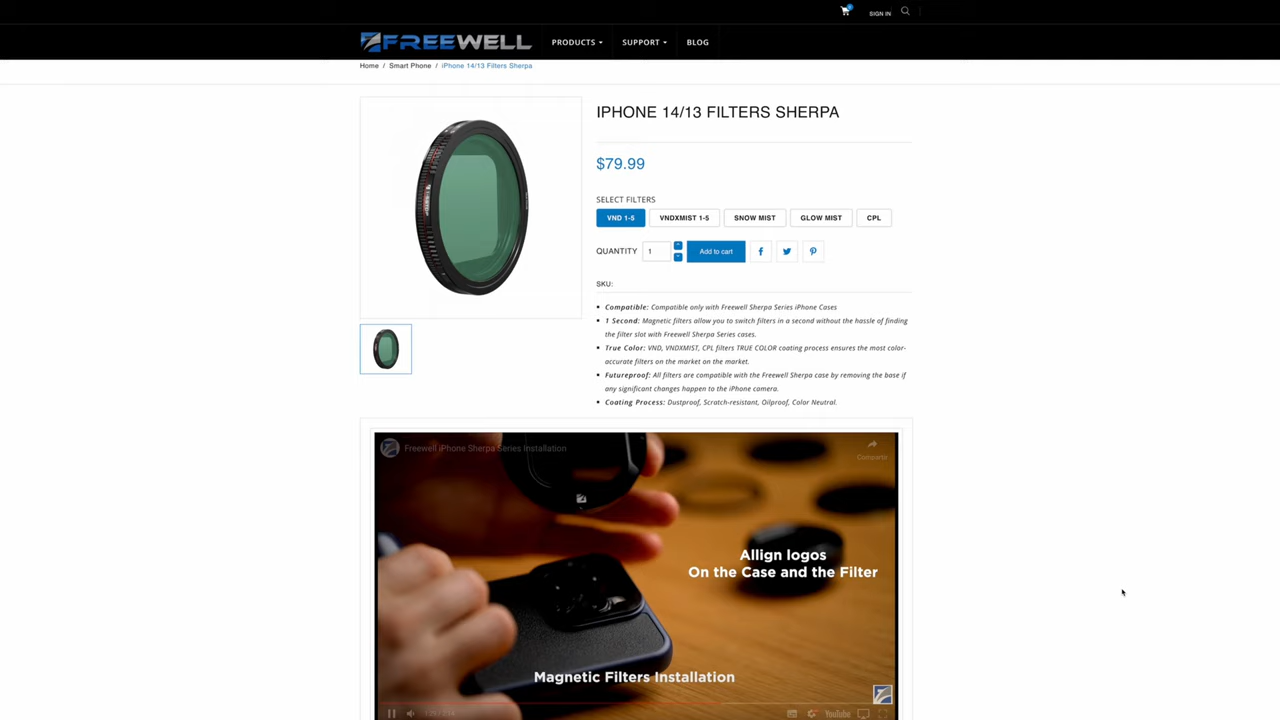 SIGN IN
FREEWELL
PRODUCTS
SUPPORT
BLOG
Home / Smart Phone / iPhone 14/13 Filters Sherpa
IPHONE 14/13 FILTERS SHERPA
$79.99
SELECT FILTERS
VND 1-5
VNDXMIST 1-5
SNOW MIST
GLOW MIST
CPL
QUANTITY
1
Add to cart
SKU:
Compatible: Compatible only with Freewell Sherpa Series iPhone Cases
1 Second: Magnetic filters allow you to switch filters in a second without the hassle of finding
the filter slot with Freewell Sherpa Series cases.
True Color: VND, VNDXMIST, CPL filters TRUE COLOR coating process ensures the most color-
accurate filters on the market on the market.
Futureproof: All filters are compatible with the Freewell Sherpa case by removing the base if
any significant changes happen to the iPhone camera.
Coating Process: Dustproof, Scratch-resistant, Oilproof, Color Neutral.
Freewell iPhone Sherpa Series Installation
Compartir
Allign logos
On the Case and the Filter
Magnetic Filters Installation
YouTube